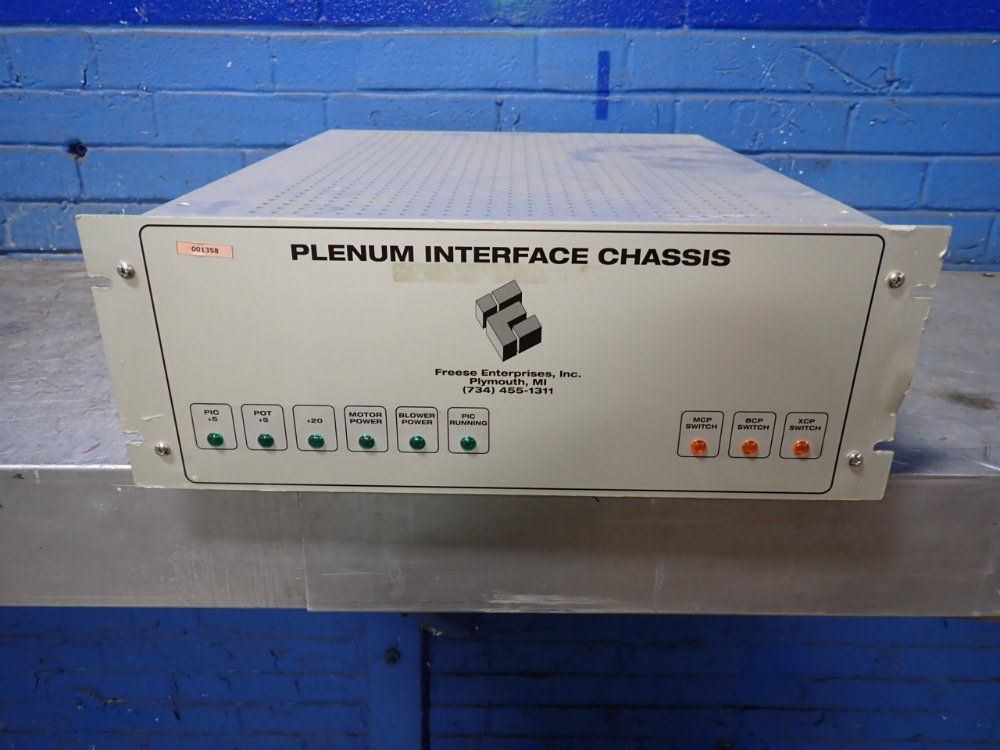 001358
PLENUM INTERFACE CHASSIS
Freese Enterprises, Inc.
Plymouth, MI
(734) 455-1311
PIC
+5
POT
+5
+20
MOTOR
POWER
BLOWER
POWER
PIC
RUNNING
MCP
SWITCH
BCP
SWITCH
XCP
SWITCH